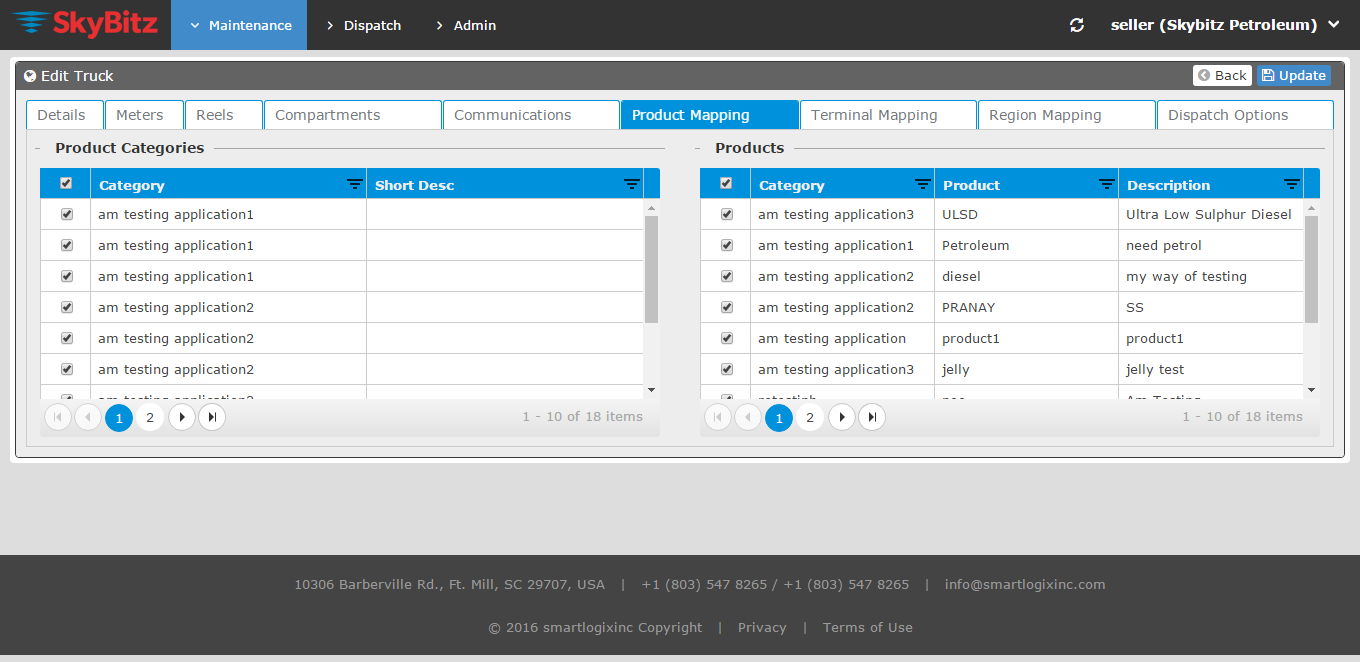 SkyBitz Maintenance Dispatch Admin seller (Skybitz Petroleum)
Edit Truck Back Update
Details Meters Reels Compartments Communications Product Mapping Terminal Mapping Region Mapping Dispatch Options
Product Categories
Category Short Desc
am testing application1
am testing application1
am testing application1
am testing application2
am testing application2
am testing application2
1 2 1 - 10 of 18 items
Products
Category Product Description
am testing application3 ULSD Ultra Low Sulphur Diesel
am testing application1 Petroleum need petrol
am testing application2 diesel my way of testing
am testing application2 PRANAY SS
am testing application product1 product1
am testing application3 jelly jelly test
1 2 1 - 10 of 18 items
10306 Barberville Rd., Ft. Mill, SC 29707, USA | +1 (803) 547 8265 / +1 (803) 547 8265 | info@smartlogixinc.com
© 2016 smartlogixinc Copyright | Privacy | Terms of Use